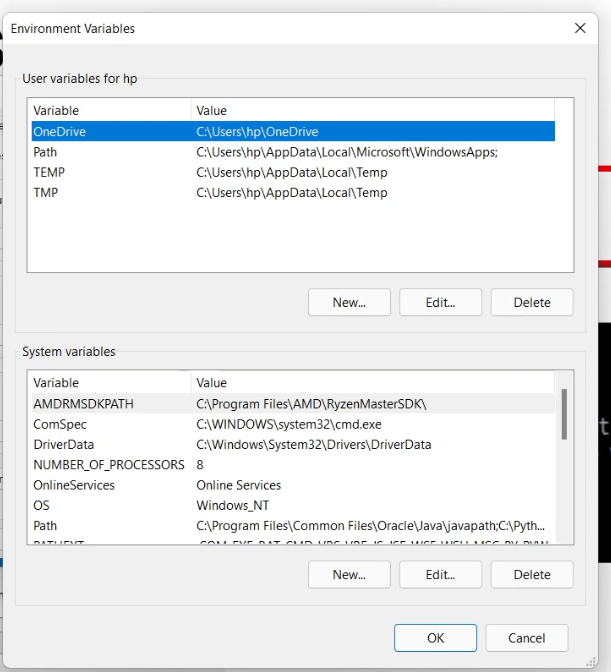 Environment Variables
User variables for hp
Variable Value
OneDrive C:\Users\hp\OneDrive
Path C:\Users\hp\AppData\Local\Microsoft\WindowsApps;
TEMP C:\Users\hp\AppData\Local\Temp
TMP C:\Users\hp\AppData\Local\Temp
New... Edit... Delete
System variables
Variable Value
AMDRMSDKPATH C:\Program Files\AMD\RyzenMasterSDK\
ComSpec C:\WINDOWS\system32\cmd.exe
DriverData C:\Windows\System32\Drivers\DriverData
NUMBER_OF_PROCESSORS 8
OnlineServices Online Services
OS Windows_NT
Path C:\Program Files\Common Files\Oracle\Java\javapath;C:\Pyth...
New... Edit... Delete
OK Cancel